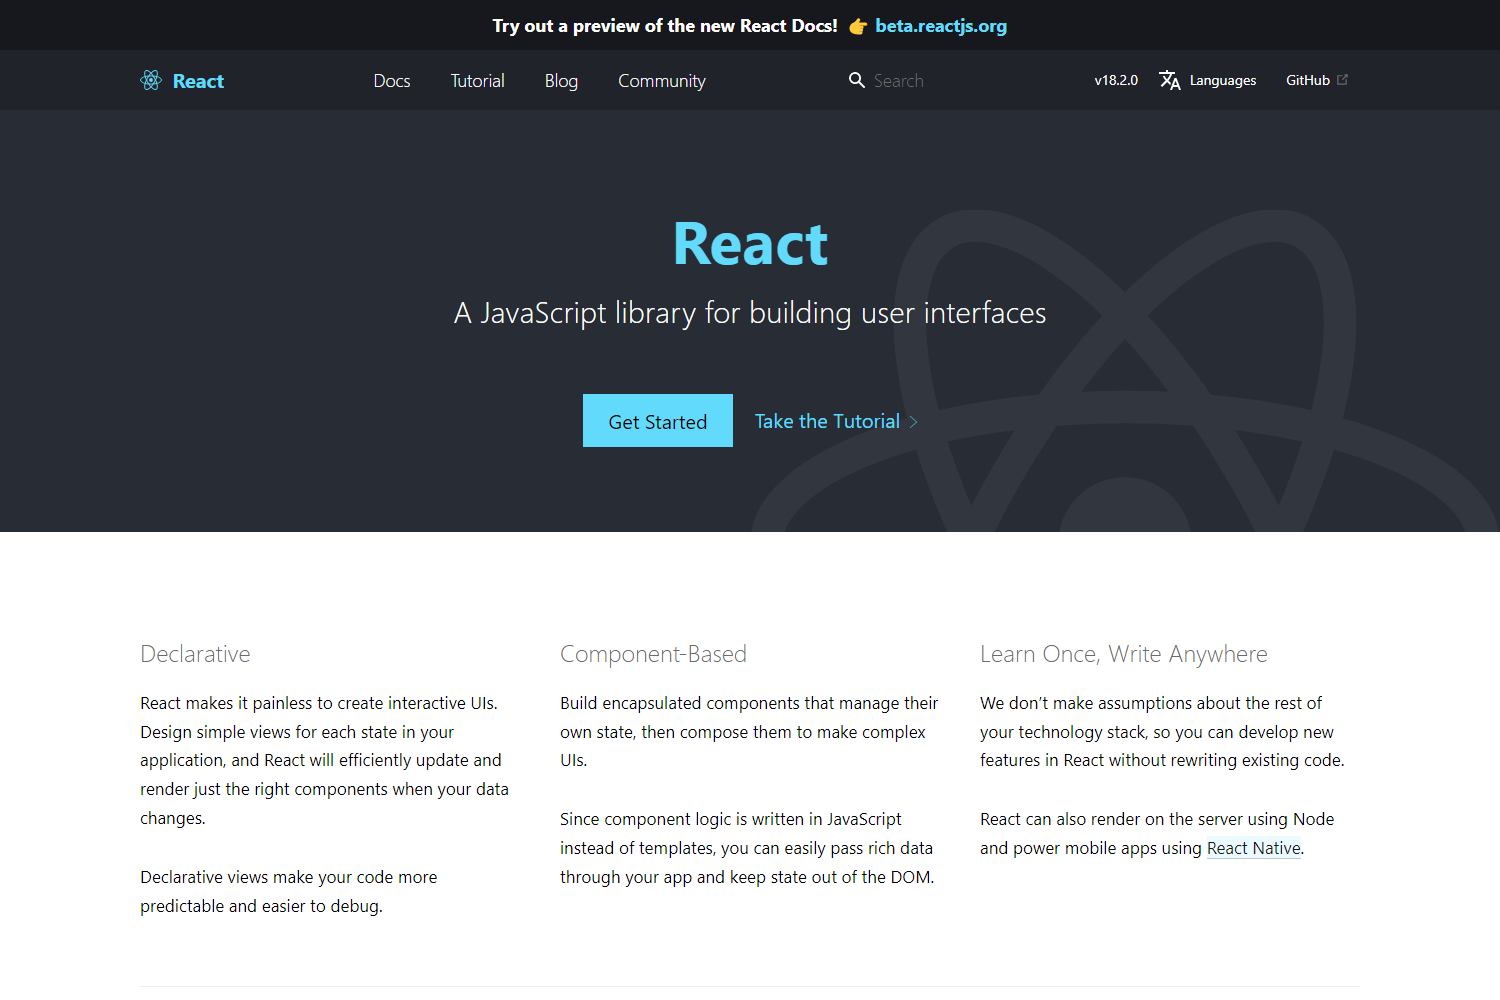 Try out a preview of the new React Docs! 👉 beta.reactjs.org
React
Docs
Tutorial
Blog
Community
Search
v18.2.0
Languages
GitHub
React
A JavaScript library for building user interfaces
Get Started
Take the Tutorial
Declarative
React makes it painless to create interactive UIs.
Design simple views for each state in your
application, and React will efficiently update and
render just the right components when your data
changes.
Declarative views make your code more
predictable and easier to debug.
Component-Based
Build encapsulated components that manage their
own state, then compose them to make complex
UIs.
Since component logic is written in JavaScript
instead of templates, you can easily pass rich data
through your app and keep state out of the DOM.
Learn Once, Write Anywhere
We don’t make assumptions about the rest of
your technology stack, so you can develop new
features in React without rewriting existing code.
React can also render on the server using Node
and power mobile apps using React Native.